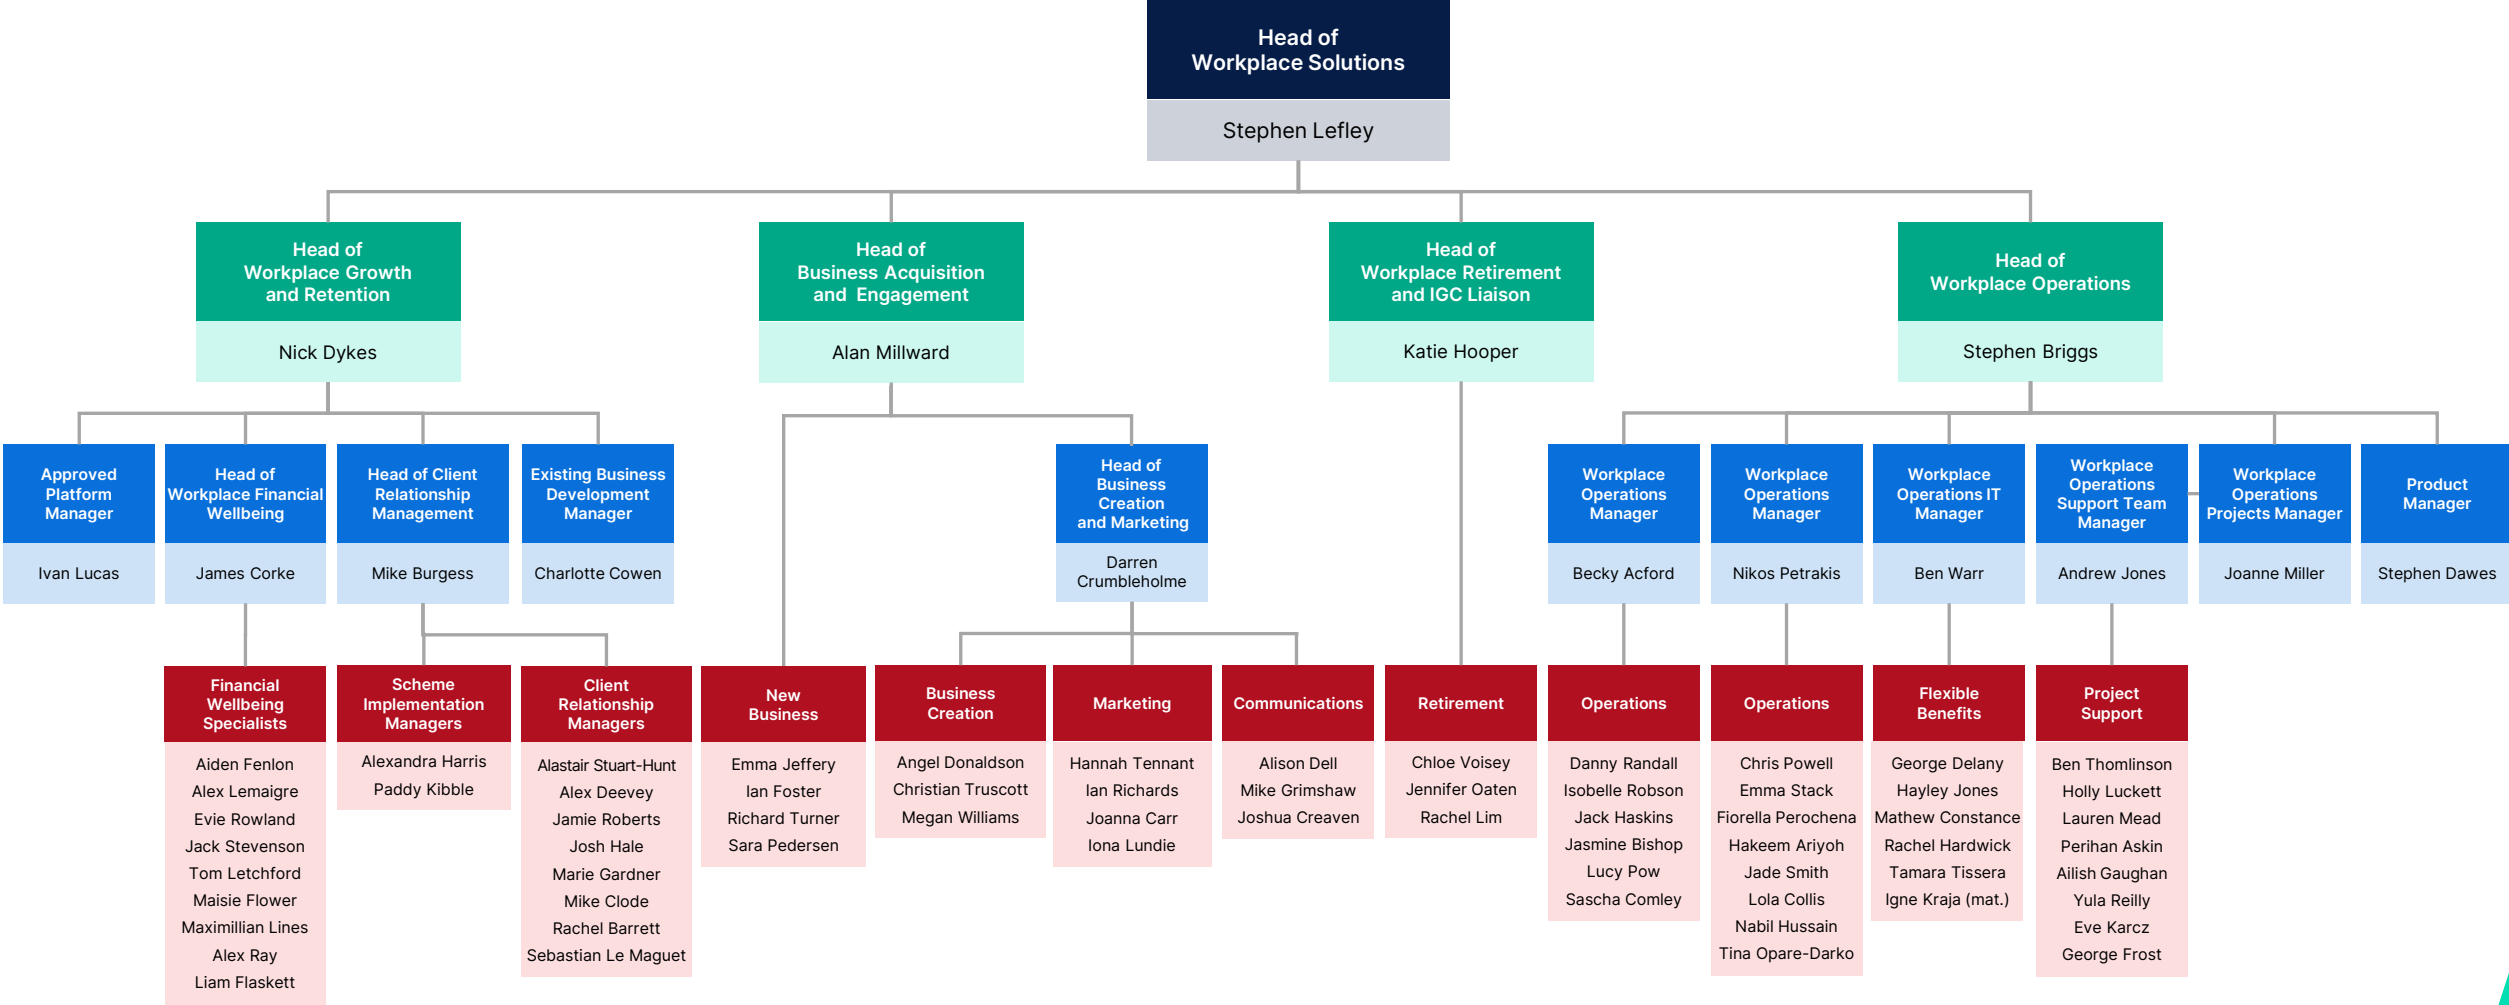 Head of
Workplace Solutions
Stephen Lefley
Head of
Workplace Growth
and Retention
Nick Dykes
Head of
Business Acquisition
and Engagement
Alan Millward
Head of
Workplace Retirement
and IGC Liaison
Katie Hooper
Head of
Workplace Operations
Stephen Briggs
Approved
Platform
Manager
Ivan Lucas
Head of
Workplace Financial
Wellbeing
James Corke
Head of Client
Relationship
Management
Mike Burgess
Existing Business
Development
Manager
Charlotte Cowen
Head of
Business
Creation
and Marketing
Darren
Crumbleholme
Workplace
Operations
Manager
Becky Acford
Workplace
Operations
Manager
Nikos Petrakis
Workplace
Operations IT
Manager
Ben Warr
Workplace
Operations
Support Team
Manager
Andrew Jones
Workplace
Operations
Projects Manager
Joanne Miller
Product
Manager
Stephen Dawes
Financial
Wellbeing
Specialists
Aiden Fenlon
Alex Lemaigre
Evie Rowland
Jack Stevenson
Tom Letchford
Maisie Flower
Maximillian Lines
Alex Ray
Liam Flaskett
Scheme
Implementation
Managers
Alexandra Harris
Paddy Kibble
Client
Relationship
Managers
Alastair Stuart-Hunt
Alex Deevey
Jamie Roberts
Josh Hale
Marie Gardner
Mike Clode
Rachel Barrett
Sebastian Le Maguet
New
Business
Emma Jeffery
Ian Foster
Richard Turner
Sara Pedersen
Business
Creation
Angel Donaldson
Christian Truscott
Megan Williams
Marketing
Hannah Tennant
Ian Richards
Joanna Carr
Iona Lundie
Communications
Alison Dell
Mike Grimshaw
Joshua Creaven
Retirement
Chloe Voisey
Jennifer Oaten
Rachel Lim
Operations
Danny Randall
Isobelle Robson
Jack Haskins
Jasmine Bishop
Lucy Pow
Sascha Comley
Operations
Chris Powell
Emma Stack
Fiorella Perochena
Hakeem Ariyoh
Jade Smith
Lola Collis
Nabil Hussain
Tina Opare-Darko
Flexible
Benefits
George Delany
Hayley Jones
Mathew Constance
Rachel Hardwick
Tamara Tissera
Igne Kraja (mat.)
Project
Support
Ben Thomlinson
Holly Luckett
Lauren Mead
Perihan Askin
Ailish Gaughan
Yula Reilly
Eve Karcz
George Frost